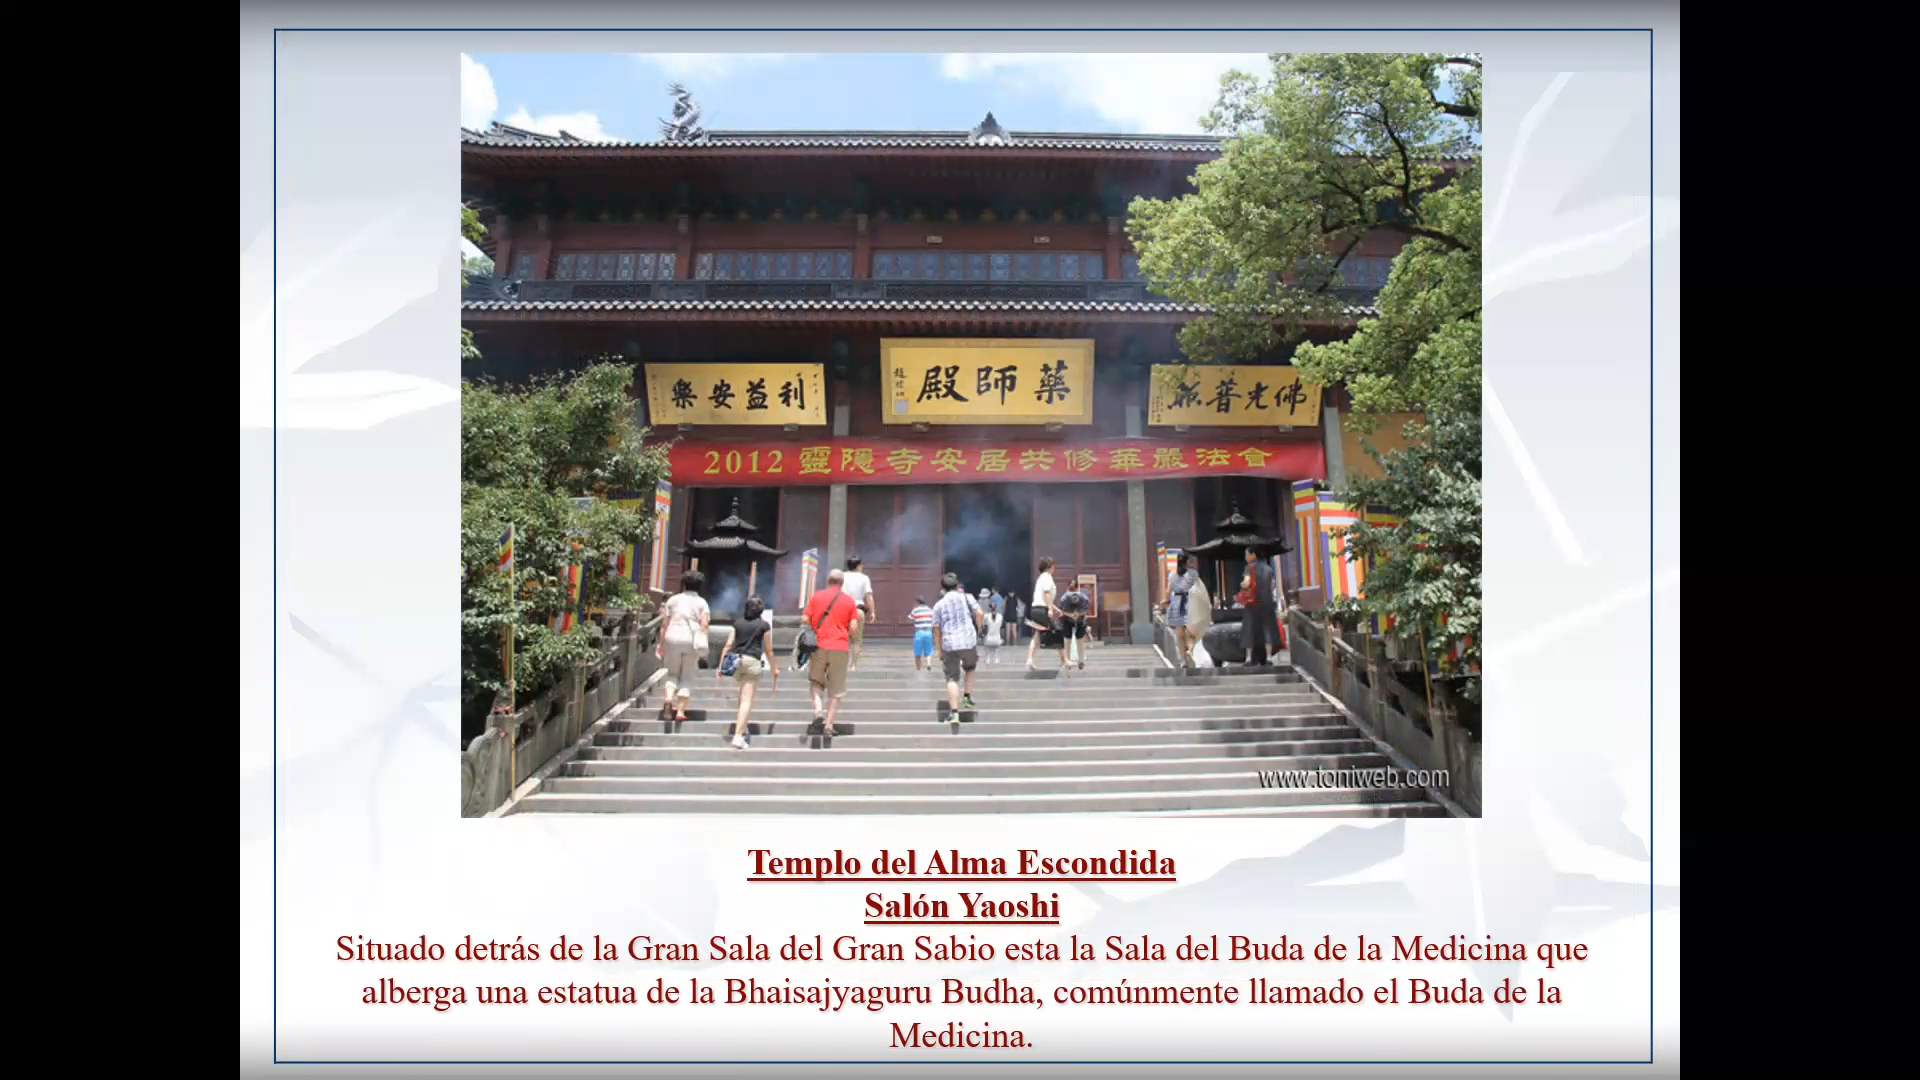 藥師殿
利益安樂
佛光普照
2012 靈隱寺安居共修華嚴法會
www.toniweb.com
Templo del Alma Escondida
Salón Yaoshi
Situado detrás de la Gran Sala del Gran Sabio esta la Sala del Buda de la Medicina que
alberga una estatua de la Bhaisajyaguru Budha, comúnmente llamado el Buda de la
Medicina.